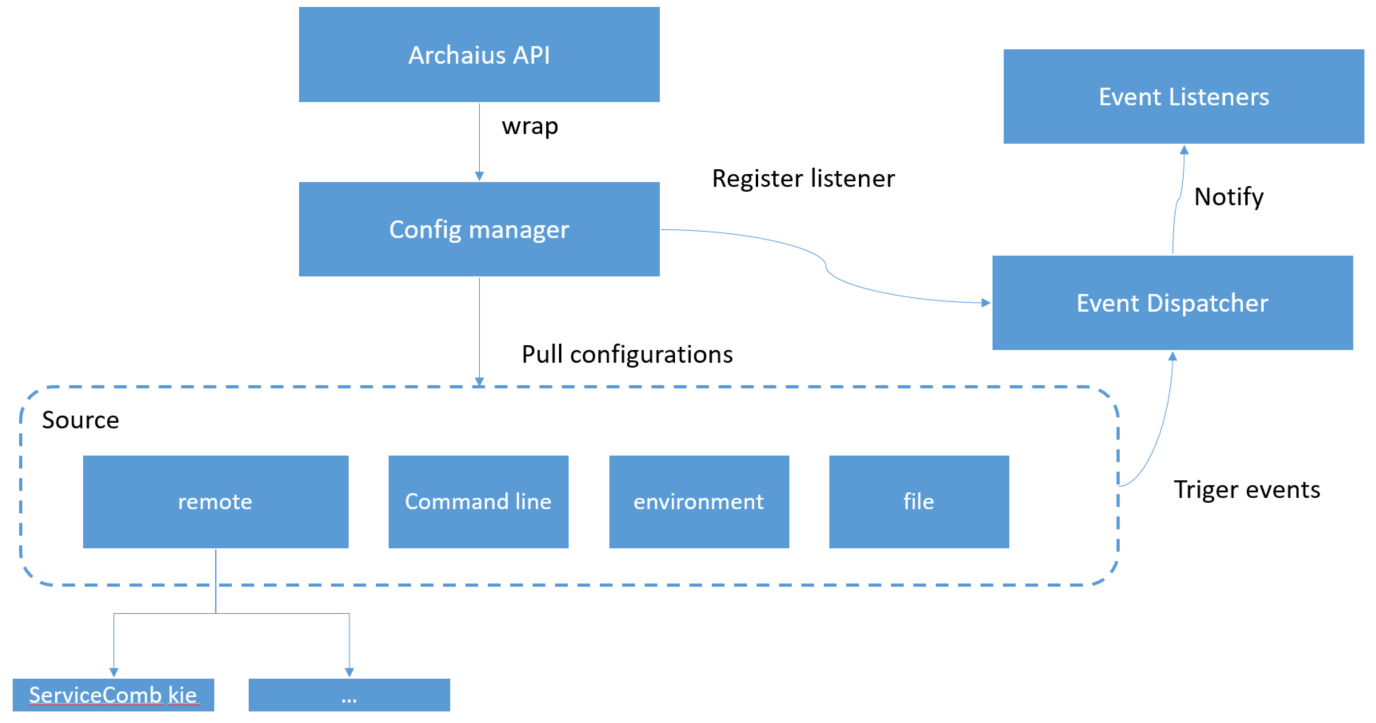 Archaius API
Event Listeners
wrap
Register listener
Notify
Config manager
Event Dispatcher
Pull configurations
Source
remote
Command line
environment
file
Triger events
ServiceComb kie
...